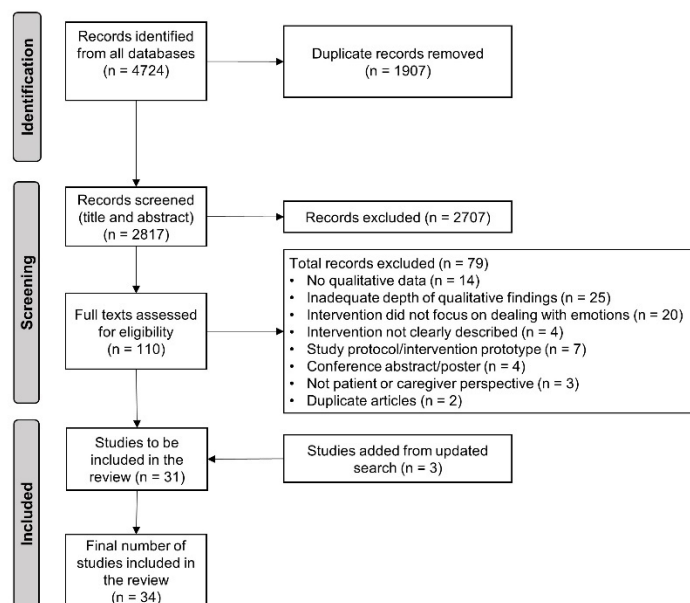 Identification
Records identified
from all databases
(n = 4724)
Duplicate records removed
(n = 1907)
Screening
Records screened
(title and abstract)
(n = 2817)
Records excluded (n = 2707)
Full texts assessed
for eligibility
(n = 110)
Total records excluded (n = 79)
• No qualitative data (n = 14)
• Inadequate depth of qualitative findings (n = 25)
• Intervention did not focus on dealing with emotions (n = 20)
• Intervention not clearly described (n = 4)
• Study protocol/intervention prototype (n = 7)
• Conference abstract/poster (n = 4)
• Not patient or caregiver perspective (n = 3)
• Duplicate articles (n = 2)
Included
Studies to be
included in the
review (n = 31)
Studies added from updated
search (n = 3)
Final number of
studies included in
the review
(n = 34)